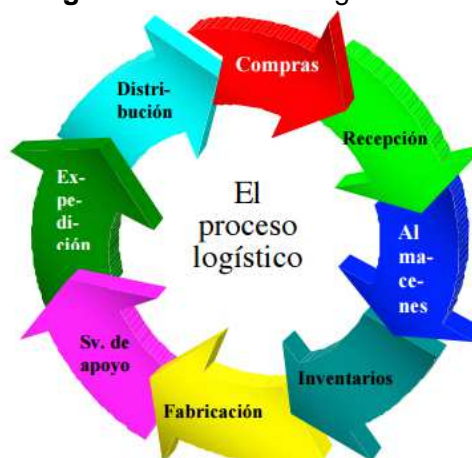 Compras
Recepción
Al
ma-
ce-
nes
Inventarios
Fabricación
Sv. de
apoyo
Ex-
pe-
di-
ción
Distri-
bución
El
proceso
logístico